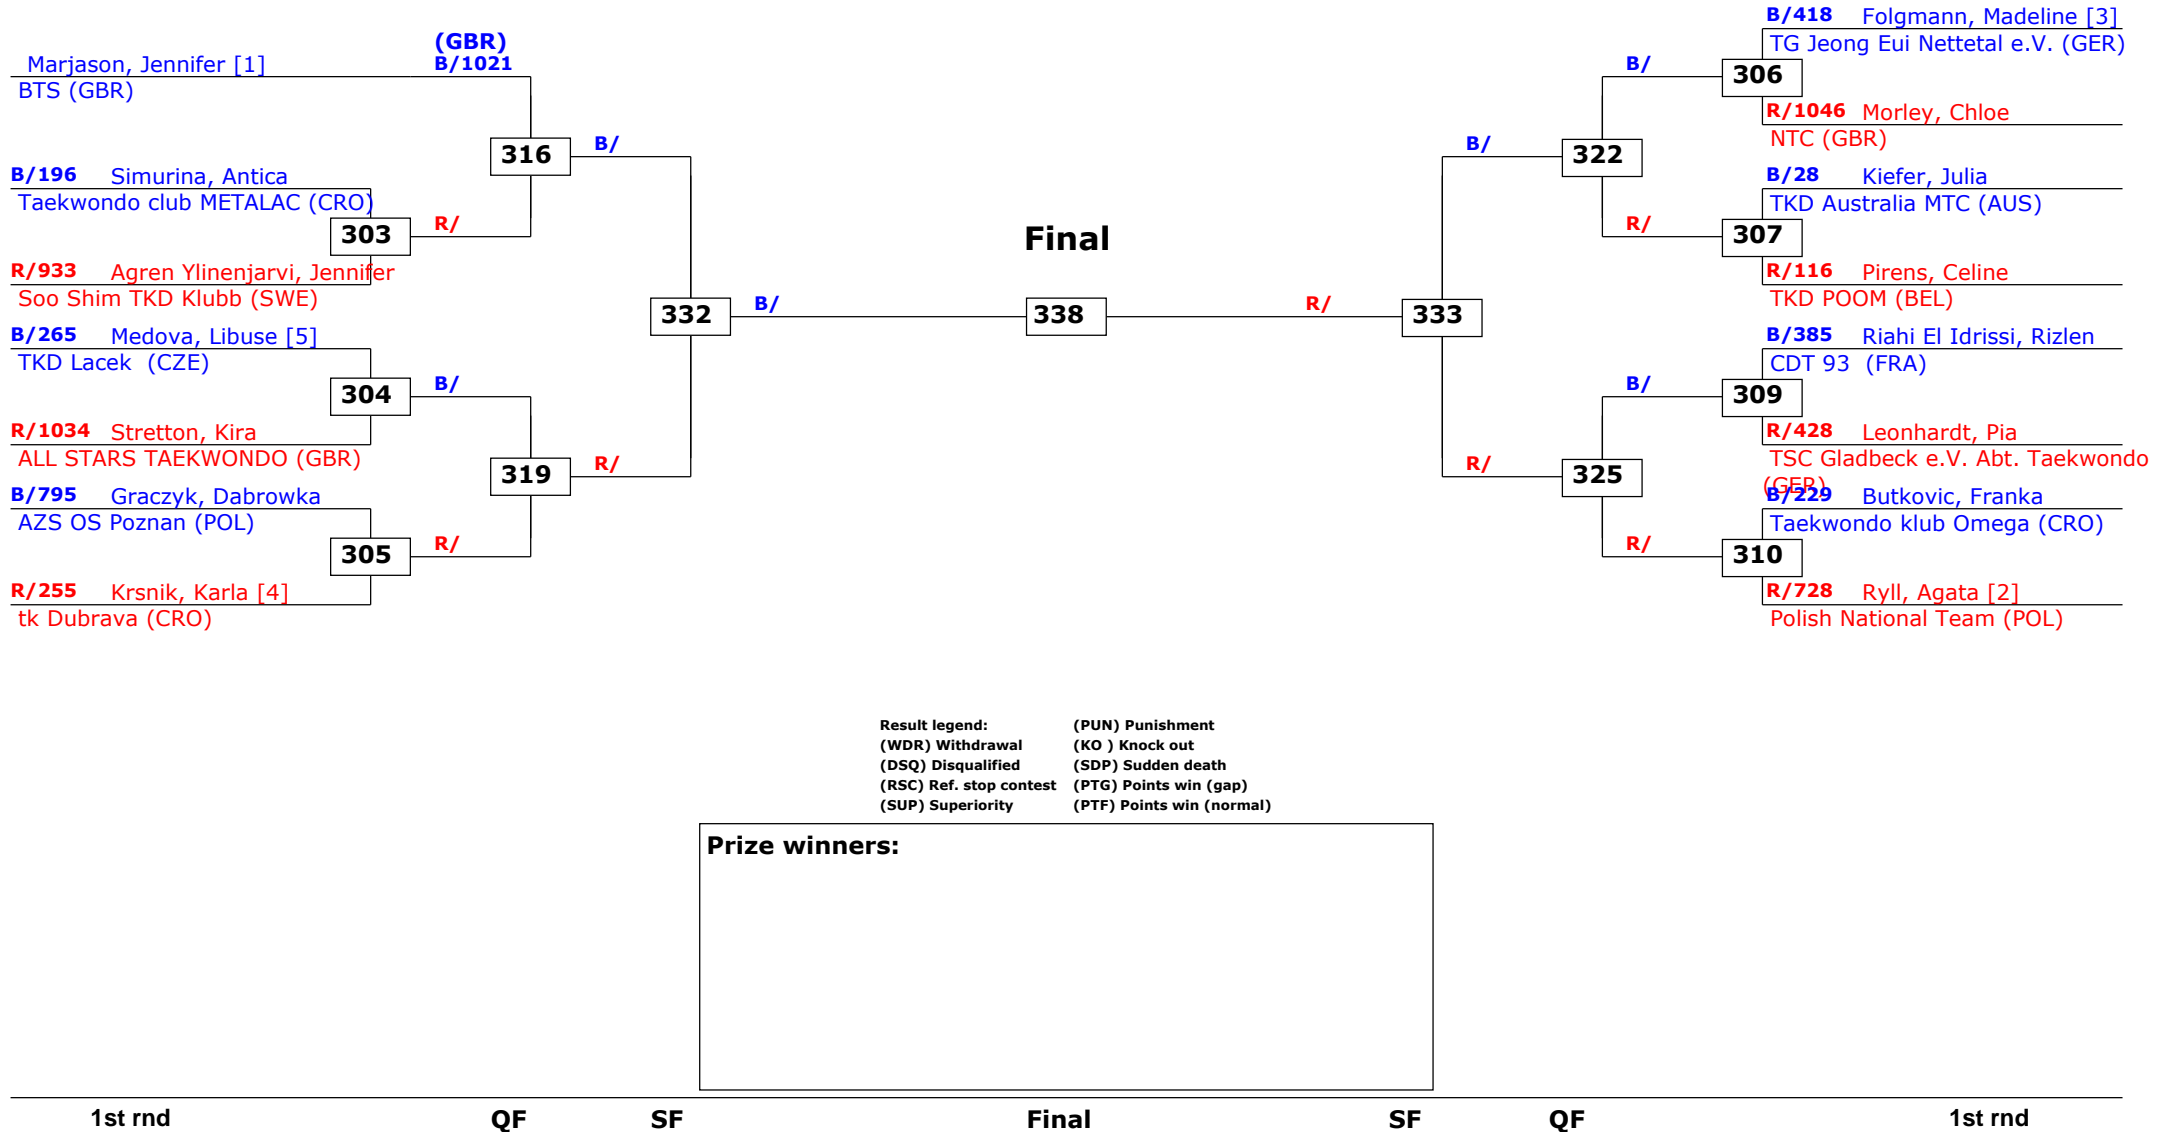 (GBR)
Marjason, Jennifer [1] B/1021
BTS (GBR)
316
B/
B/196 Simurina, Antica
Taekwondo club METALAC (CRO)
303
R/
R/933 Agren Ylinenjarvi, Jennifer
Soo Shim TKD Klubb (SWE)
332
B/
B/265 Medova, Libuse [5]
TKD Lacek (CZE)
304
B/
R/1034 Stretton, Kira
ALL STARS TAEKWONDO (GBR)
319
R/
B/795 Graczyk, Dabrowka
AZS OS Poznan (POL)
305
R/
R/255 Krsnik, Karla [4]
tk Dubrava (CRO)
Final
338
B/418 Folgmann, Madeline [3]
TG Jeong Eui Nettetal e.V. (GER)
B/
306
R/1046 Morley, Chloe
NTC (GBR)
B/
322
B/28 Kiefer, Julia
TKD Australia MTC (AUS)
R/
307
R/116 Pirens, Celine
TKD POOM (BEL)
R/
333
B/385 Riahi El Idrissi, Rizlen
CDT 93 (FRA)
B/
309
R/428 Leonhardt, Pia
TSC Gladbeck e.V. Abt. Taekwondo
(GER)
R/
325
B/229 Butkovic, Franka
Taekwondo klub Omega (CRO)
R/
310
R/728 Ryll, Agata [2]
Polish National Team (POL)
Result legend: (PUN) Punishment
(WDR) Withdrawal (KO ) Knock out
(DSQ) Disqualified (SDP) Sudden death
(RSC) Ref. stop contest (PTG) Points win (gap)
(SUP) Superiority (PTF) Points win (normal)
Prize winners:
1st rnd QF SF Final SF QF 1st rnd